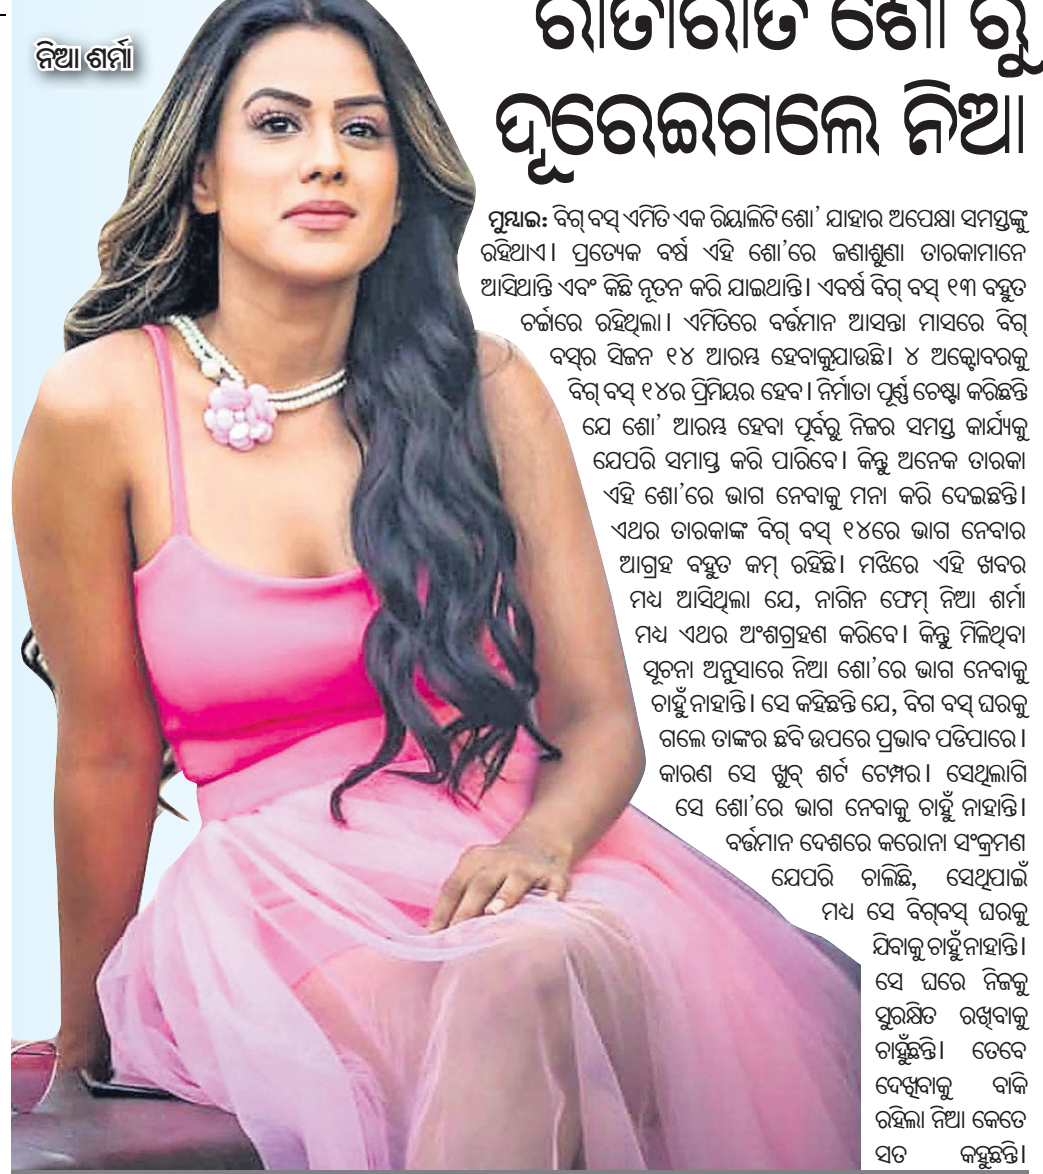 ନିଆ ଶର୍ମା
ରାତାରାତି ଶୋ'ରୁ
ଦୂରେଇଗଲେ ନିଆ
ମୁମ୍ବାଇ: ବିଗ୍ ବସ୍ ଏମିତି ଏକ ରିୟାଲିଟି ଶୋ' ଯାହାର ଅପେକ୍ଷା ସମସ୍ତଙ୍କୁ
ରହିଥାଏ। ପ୍ରତ୍ୟେକ ବର୍ଷ ଏହି ଶୋ'ରେ ଜଣାଶୁଣା ତାରକାମାନେ
ଆସିଥାନ୍ତି ଏବଂ କିଛି ନୂତନ କରି ଯାଇଥାନ୍ତି। ଏବର୍ଷ ବିଗ୍ ବସ୍ ୧୩ ବହୁତ
ଚର୍ଚ୍ଚାରେ ରହିଥିଲା। ଏମିତିରେ ବର୍ତ୍ତମାନ ଆସନ୍ତା ମାସରେ ବିଗ୍
ବସ୍‌ର ସିଜନ ୧୪ ଆରମ୍ଭ ହେବାକୁଯାଉଛି। ୪ ଅକ୍ଟୋବରକୁ
ବିଗ୍ ବସ୍ ୧୪ର ପ୍ରିମିୟର ହେବ। ନିର୍ମାତା ପୂର୍ଣ୍ଣ ଚେଷ୍ଟା କରିଛନ୍ତି
ଯେ ଶୋ' ଆରମ୍ଭ ହେବା ପୂର୍ବରୁ ନିଜର ସମସ୍ତ କାର୍ଯ୍ୟକୁ
ଯେପରି ସମାପ୍ତ କରି ପାରିବେ। କିନ୍ତୁ ଅନେକ ତାରକା
ଏହି ଶୋ'ରେ ଭାଗ ନେବାକୁ ମନା କରି ଦେଇଛନ୍ତି।
ଏଥର ତାରକାଙ୍କ ବିଗ୍ ବସ୍ ୧୪ରେ ଭାଗ ନେବାର
ଆଗ୍ରହ ବହୁତ କମ୍ ରହିଛି। ମଝିରେ ଏହି ଖବର
ମଧ୍ୟ ଆସିଥିଲା ଯେ, ନାଗିନ ଫେମ୍ ନିଆ ଶର୍ମା
ମଧ୍ୟ ଏଥର ଅଂଶଗ୍ରହଣ କରିବେ। କିନ୍ତୁ ମିଳିଥିବା
ସୂଚନା ଅନୁସାରେ ନିଆ ଶୋ'ରେ ଭାଗ ନେବାକୁ
ଚାହୁଁ ନାହାନ୍ତି। ସେ କହିଛନ୍ତି ଯେ, ବିଗ ବସ୍ ଘରକୁ
ଗଲେ ତାଙ୍କର ଛବି ଉପରେ ପ୍ରଭାବ ପଡିପାରେ।
କାରଣ ସେ ଖୁବ୍ ଶର୍ଟ ଟେମ୍ପର। ସେଥିଲାଗି
ସେ ଶୋ'ରେ ଭାଗ ନେବାକୁ ଚାହୁଁ ନାହାନ୍ତି।
ବର୍ତ୍ତମାନ ଦେଶରେ କରୋନା ସଂକ୍ରମଣ
ଯେପରି ଚାଲିଛି, ସେଥିପାଇଁ
ମଧ୍ୟ ସେ ବିଗ୍‌ବସ୍ ଘରକୁ
ଯିବାକୁ ଚାହୁଁ ନାହାନ୍ତି।
ସେ ଘରେ ନିଜକୁ
ସୁରକ୍ଷିତ ରଖିବାକୁ
ଚାହୁଁଛନ୍ତି। ତେବେ
ଦେଖିବାକୁ ବାକି
ରହିଲା ନିଆ କେତେ
ସତ କହୁଛନ୍ତି।